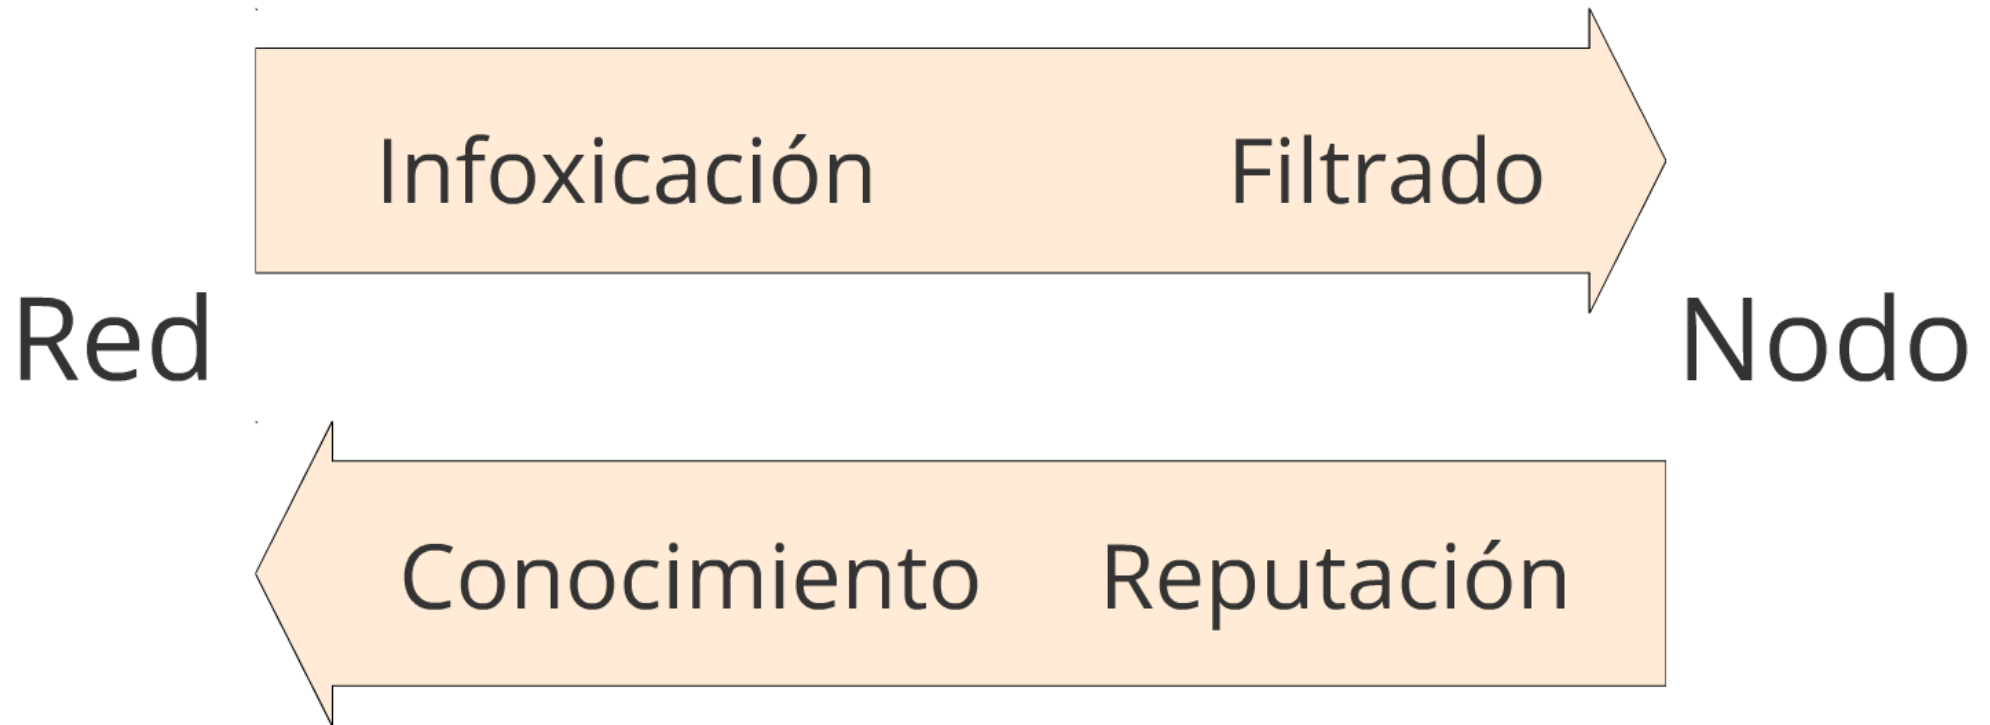 Infoxicación Filtrado
Red Nodo
Conocimiento Reputación